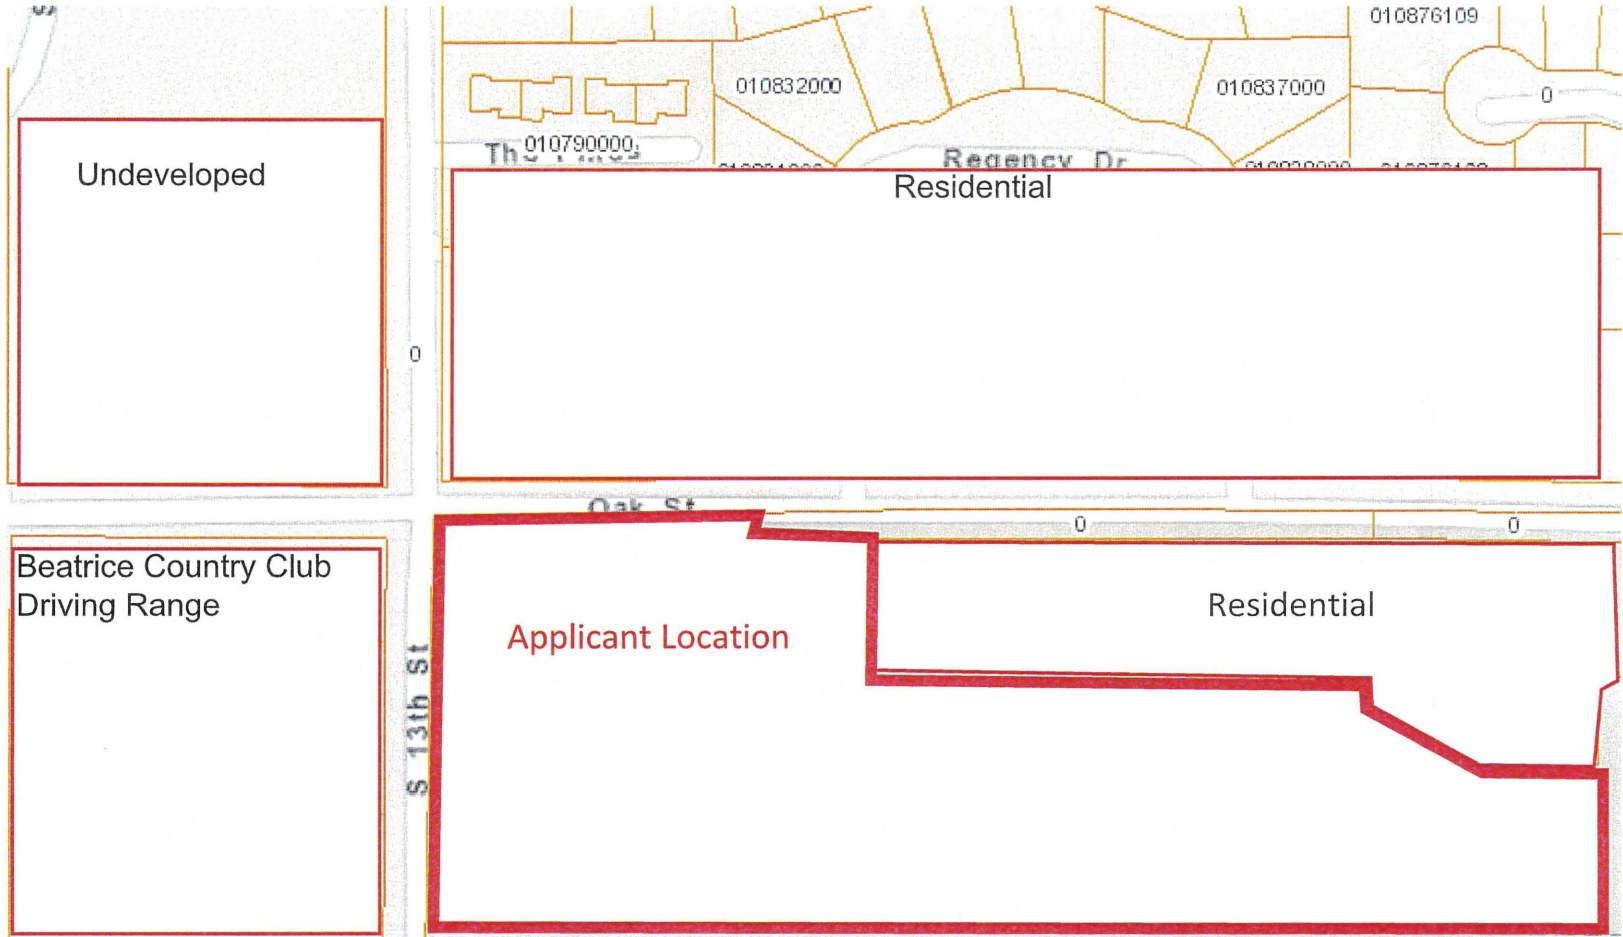 010876109
010832000
010837000
0
010790000
Regency Dr
Undeveloped
Residential
0
Oak St
0
0
Beatrice Country Club
Driving Range
Residential
Applicant Location
S 13th St